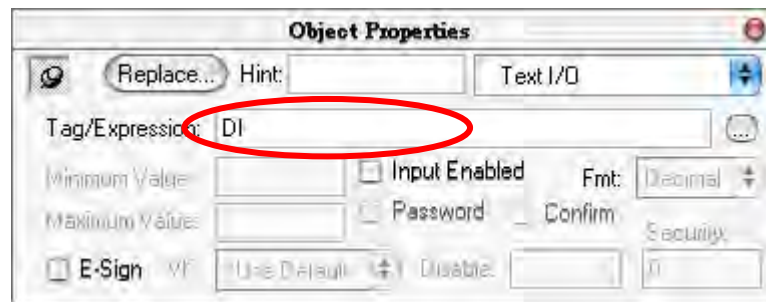 Object Properties
Replace... Hint: Text I/O
Tag/Expression: DI ...
Minimum Value: Input Enabled Fmt: Decimal
Maximum Value: Password Confirm Security:
E-Sign VR *Use Default Disable: 0